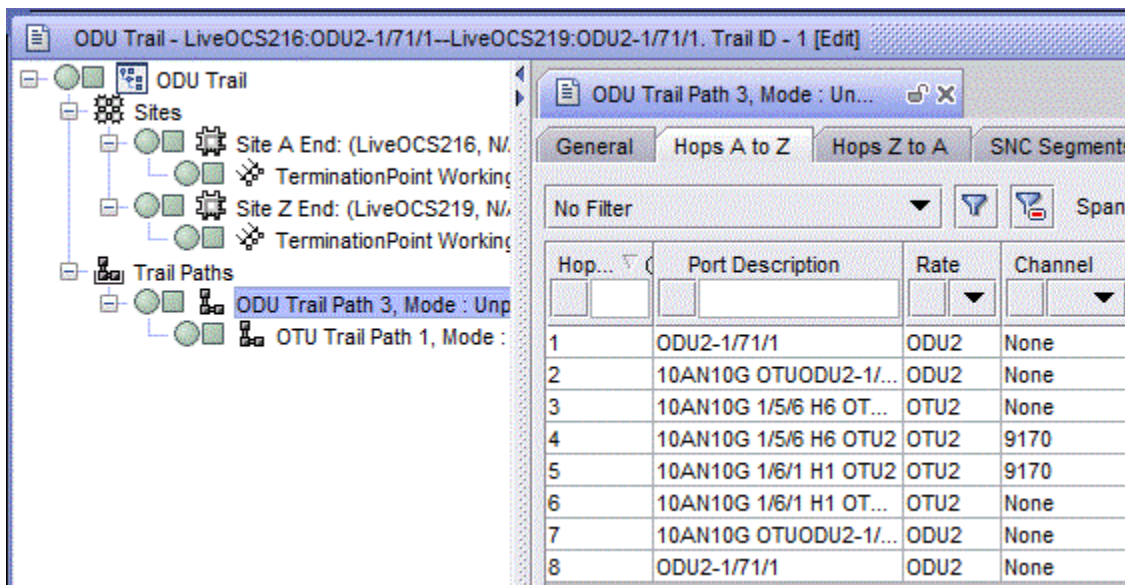 ODU Trail - LiveOCS216:ODU2-1/71/1--LiveOCS219:ODU2-1/71/1. Trail ID - 1 [Edit]
ODU Trail
Sites
Site A End: (LiveOCS216, N/
TerminationPoint Working
Site Z End: (LiveOCS219, N/
TerminationPoint Working
Trail Paths
ODU Trail Path 3, Mode : Unp
OTU Trail Path 1, Mode :
ODU Trail Path 3, Mode : Un...
General Hops A to Z Hops Z to A SNC Segments
No Filter Span
Hop... Port Description Rate Channel
1 ODU2-1/71/1 ODU2 None
2 10AN10G OTUODU2-1/... ODU2 None
3 10AN10G 1/5/6 H6 OT... OTU2 None
4 10AN10G 1/5/6 H6 OTU2 OTU2 9170
5 10AN10G 1/6/1 H1 OTU2 OTU2 9170
6 10AN10G 1/6/1 H1 OT... OTU2 None
7 10AN10G OTUODU2-1/... ODU2 None
8 ODU2-1/71/1 ODU2 None